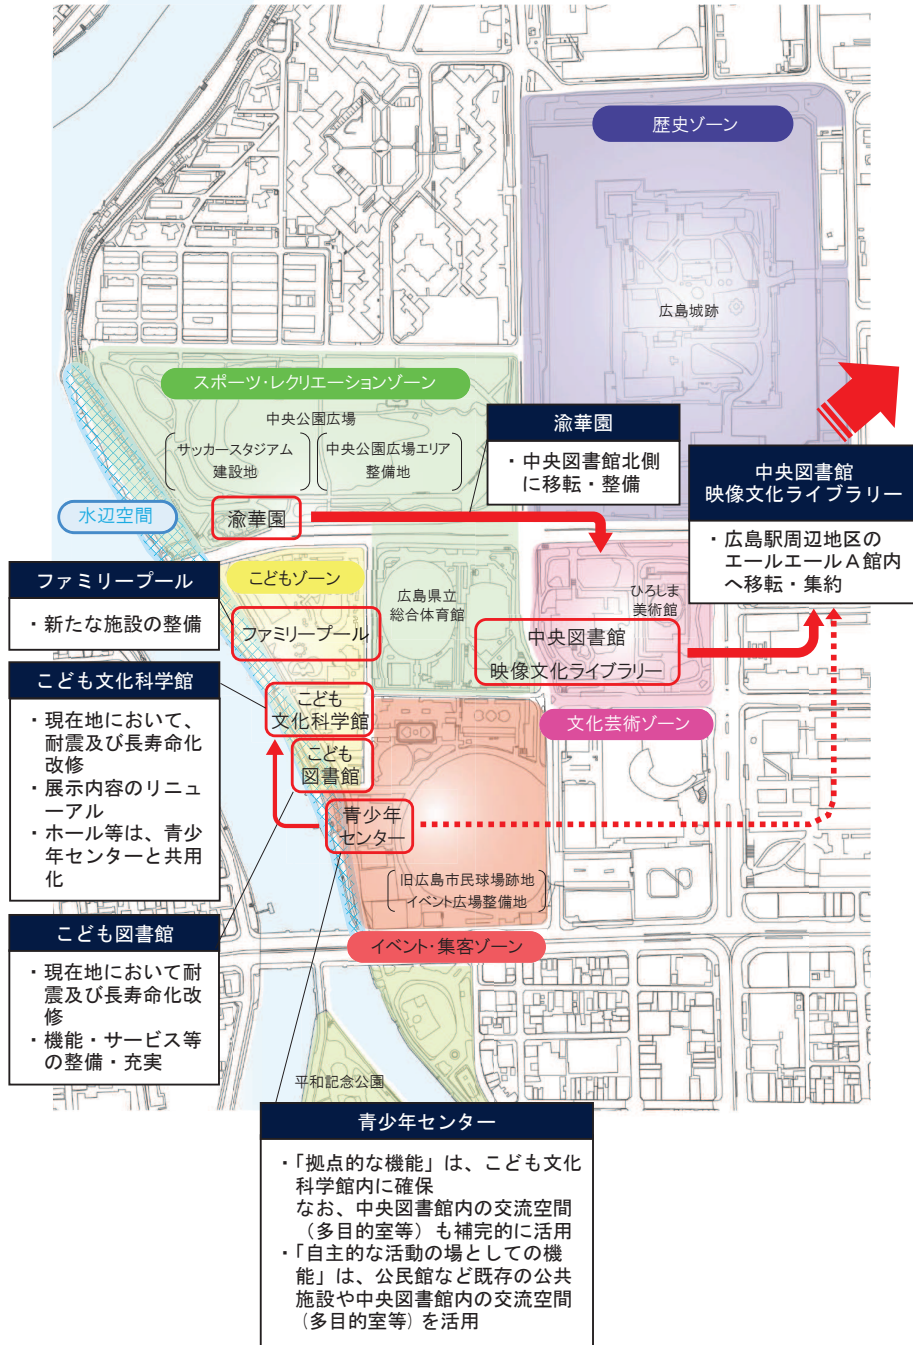 歴史ゾーン
広島城跡
スポーツ・レクリエーションゾーン
中央公園広場
サッカースタジアム
建設地
中央公園広場エリア
整備地
渝華園
・中央図書館北側
に移転・整備
中央図書館
映像文化ライブラリー
・広島駅周辺地区の
エールエールA館内
へ移転・集約
水辺空間
渝華園
ファミリープール
・新たな施設の整備
こどもゾーン
ファミリープール
広島県立
総合体育館
ひろしま
美術館
中央図書館
映像文化ライブラリー
こども文化科学館
・現在地において、
耐震及び長寿命化
改修
・展示内容のリニュ
ーアル
・ホール等は、青少
年センターと共用
化
こども
文化科学館
文化芸術ゾーン
こども
図書館
青少年
センター
旧広島市民球場跡地
イベント広場整備地
こども図書館
・現在地において耐
震及び長寿命化改
修
・機能・サービス等
の整備・充実
イベント・集客ゾーン
平和記念公園
青少年センター
・「拠点的な機能」は、こども文化
科学館内に確保
なお、中央図書館内の交流空間
（多目的室等）も補完的に活用
・「自主的な活動の場としての機
能」は、公民館など既存の公共
施設や中央図書館内の交流空間
（多目的室等）を活用